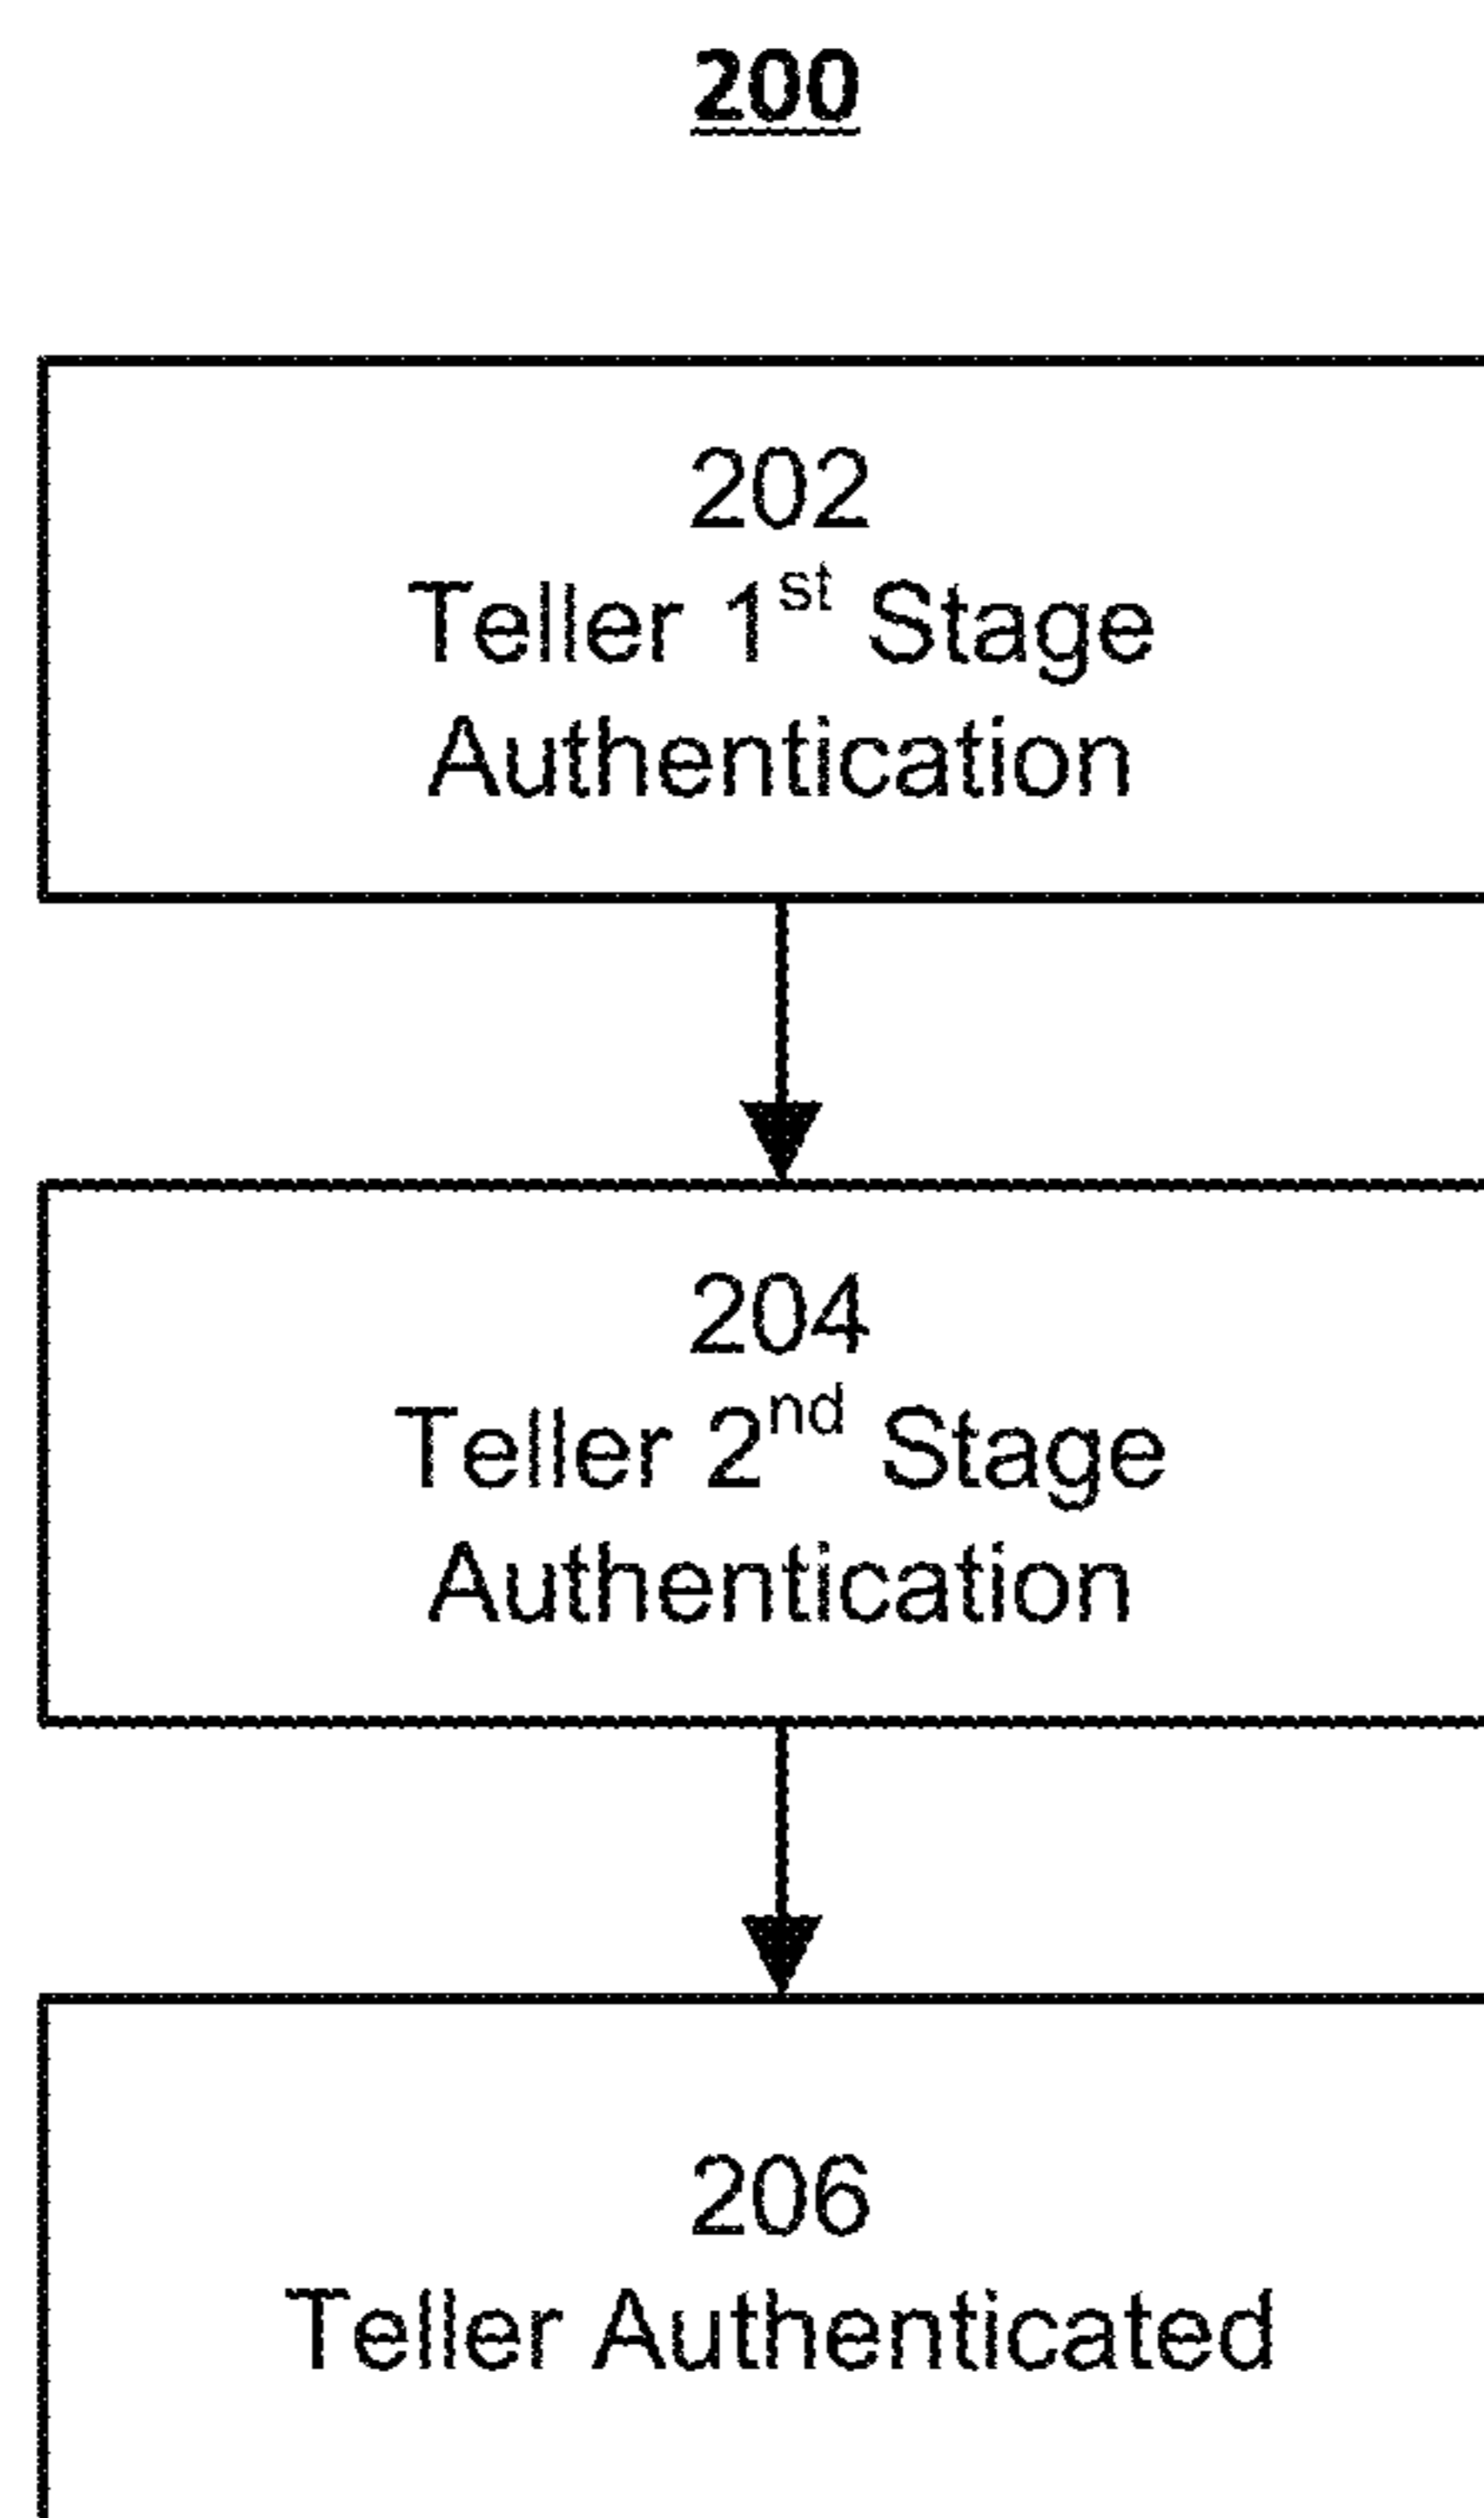 200
202
Teller 1st Stage
Authentication
204
Teller 2nd Stage
Authentication
206
Teller Authenticated